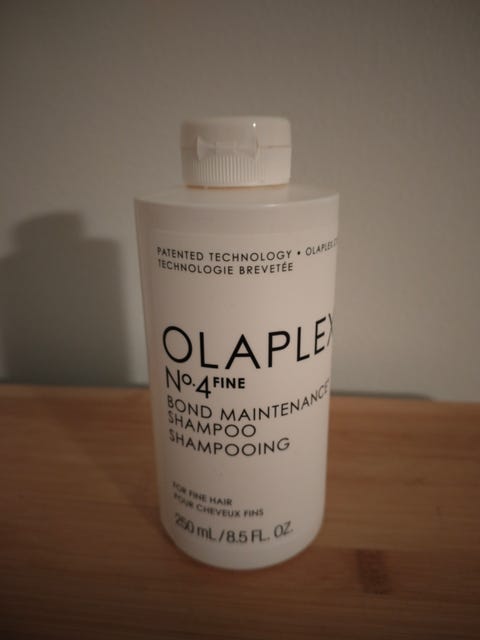 PATENTED TECHNOLOGY • OLAPLEX
TECHNOLOGIE BREVETÉE
OLAPLEX
No.4 FINE
BOND MAINTENANCE
SHAMPOO
SHAMPOOING
FOR FINE HAIR
POUR CHEVEUX FINS
250 mL / 8.5 FL. OZ.